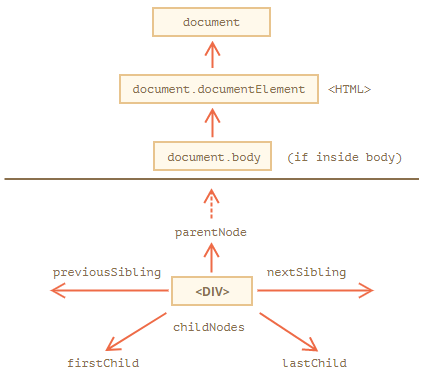 document
document.documentElement <HTML>
document.body (if inside body)
parentNode
previousSibling nextSibling
<DIV>
childNodes
firstChild lastChild